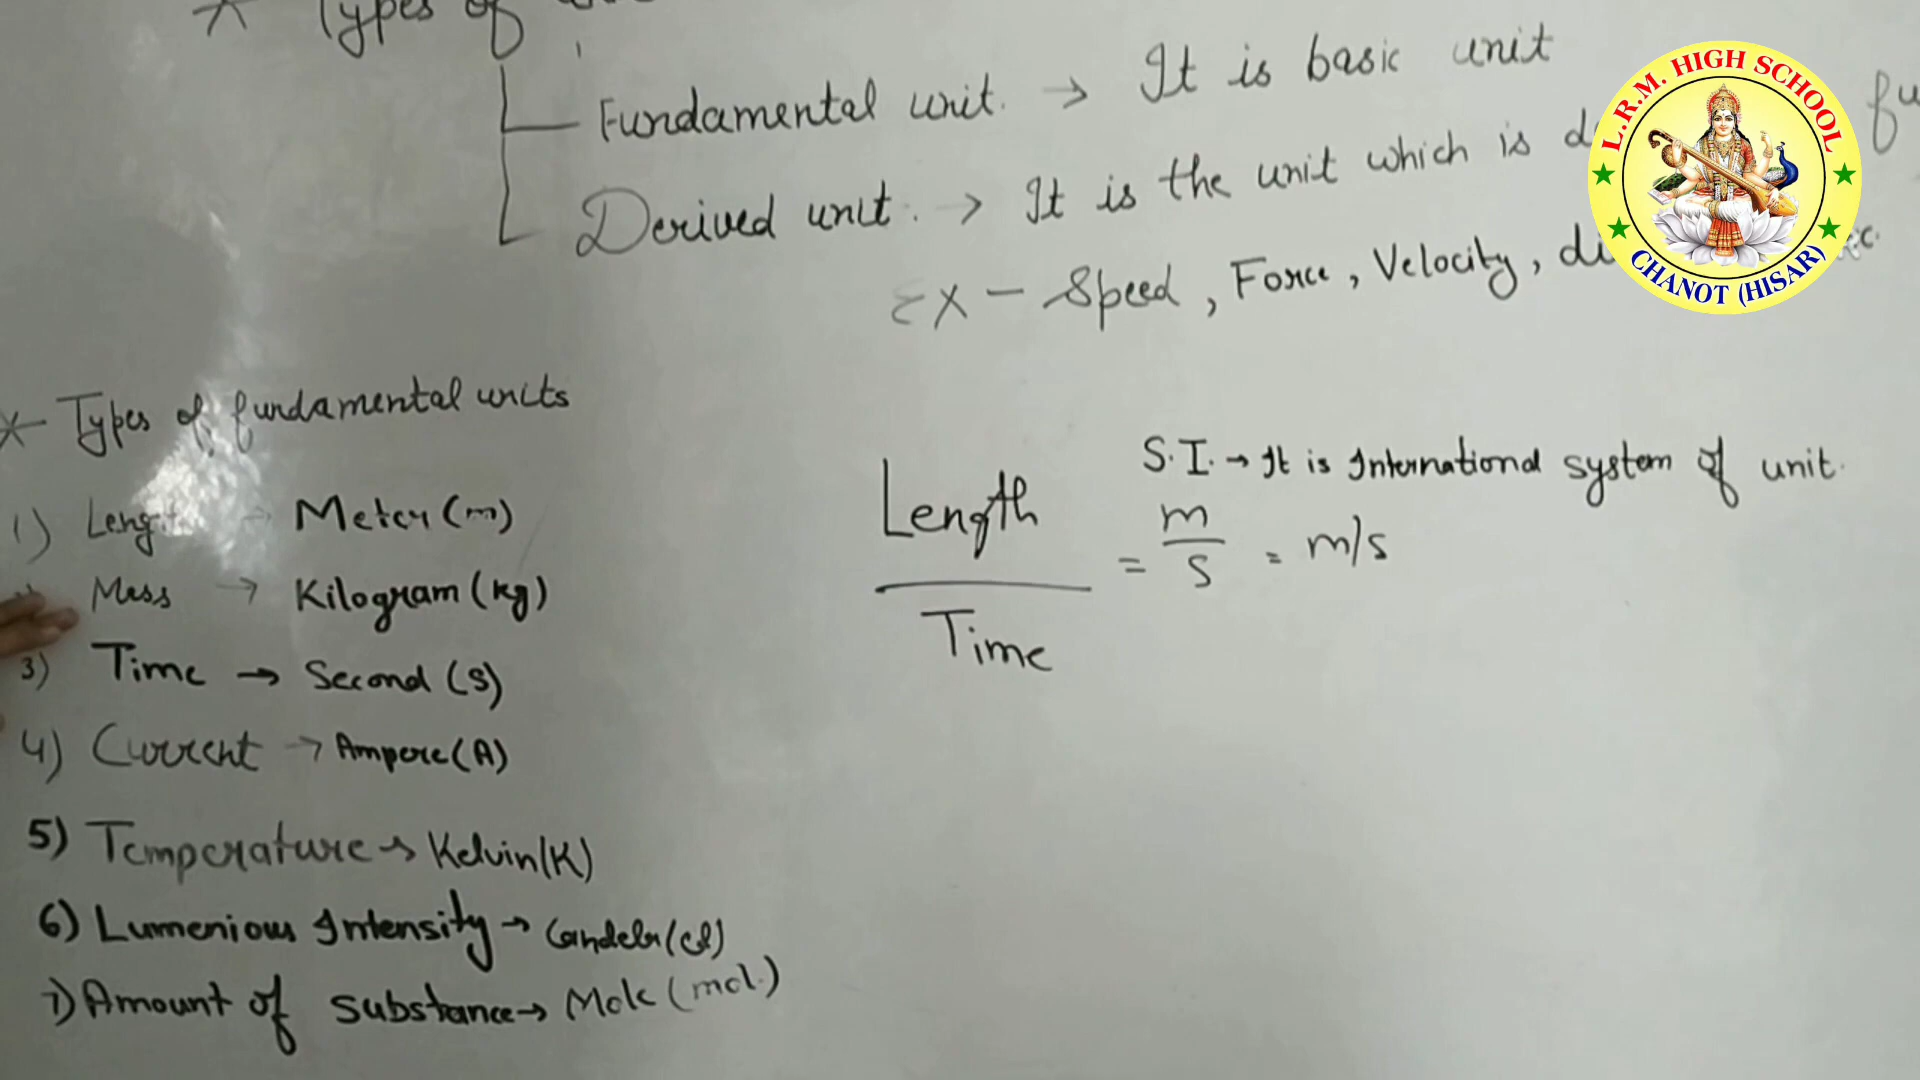 * Types of
Fundamental unit. → It is basic unit
Derived unit. → It is the unit which is
Ex - Speed, Force, Velocity,
* Types of fundamental units
1) Leng → Meter (m)
Mass → Kilogram (kg)
3) Time → Second (s)
4) Current → Ampere (A)
5) Temperature → Kelvin (K)
6) Lumenious Intensity → Candela (cd)
7) Amount of substance → Mole (mol.)
S.I. → It is International system of unit.
Length
Time
= m/s = m/s
L.R.M. HIGH SCHOOL
CHANOT (HISAR)